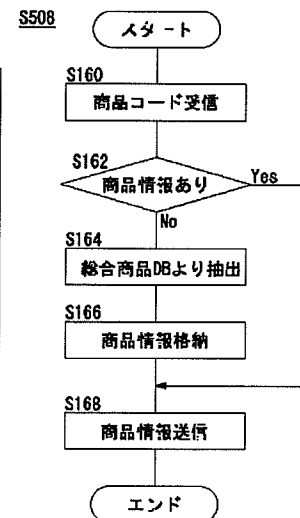 S508
スタート
S160
商品コード受信
S162
商品情報あり
Yes
No
S164
総合商品DBより抽出
S166
商品情報格納
S168
商品情報送信
エンド